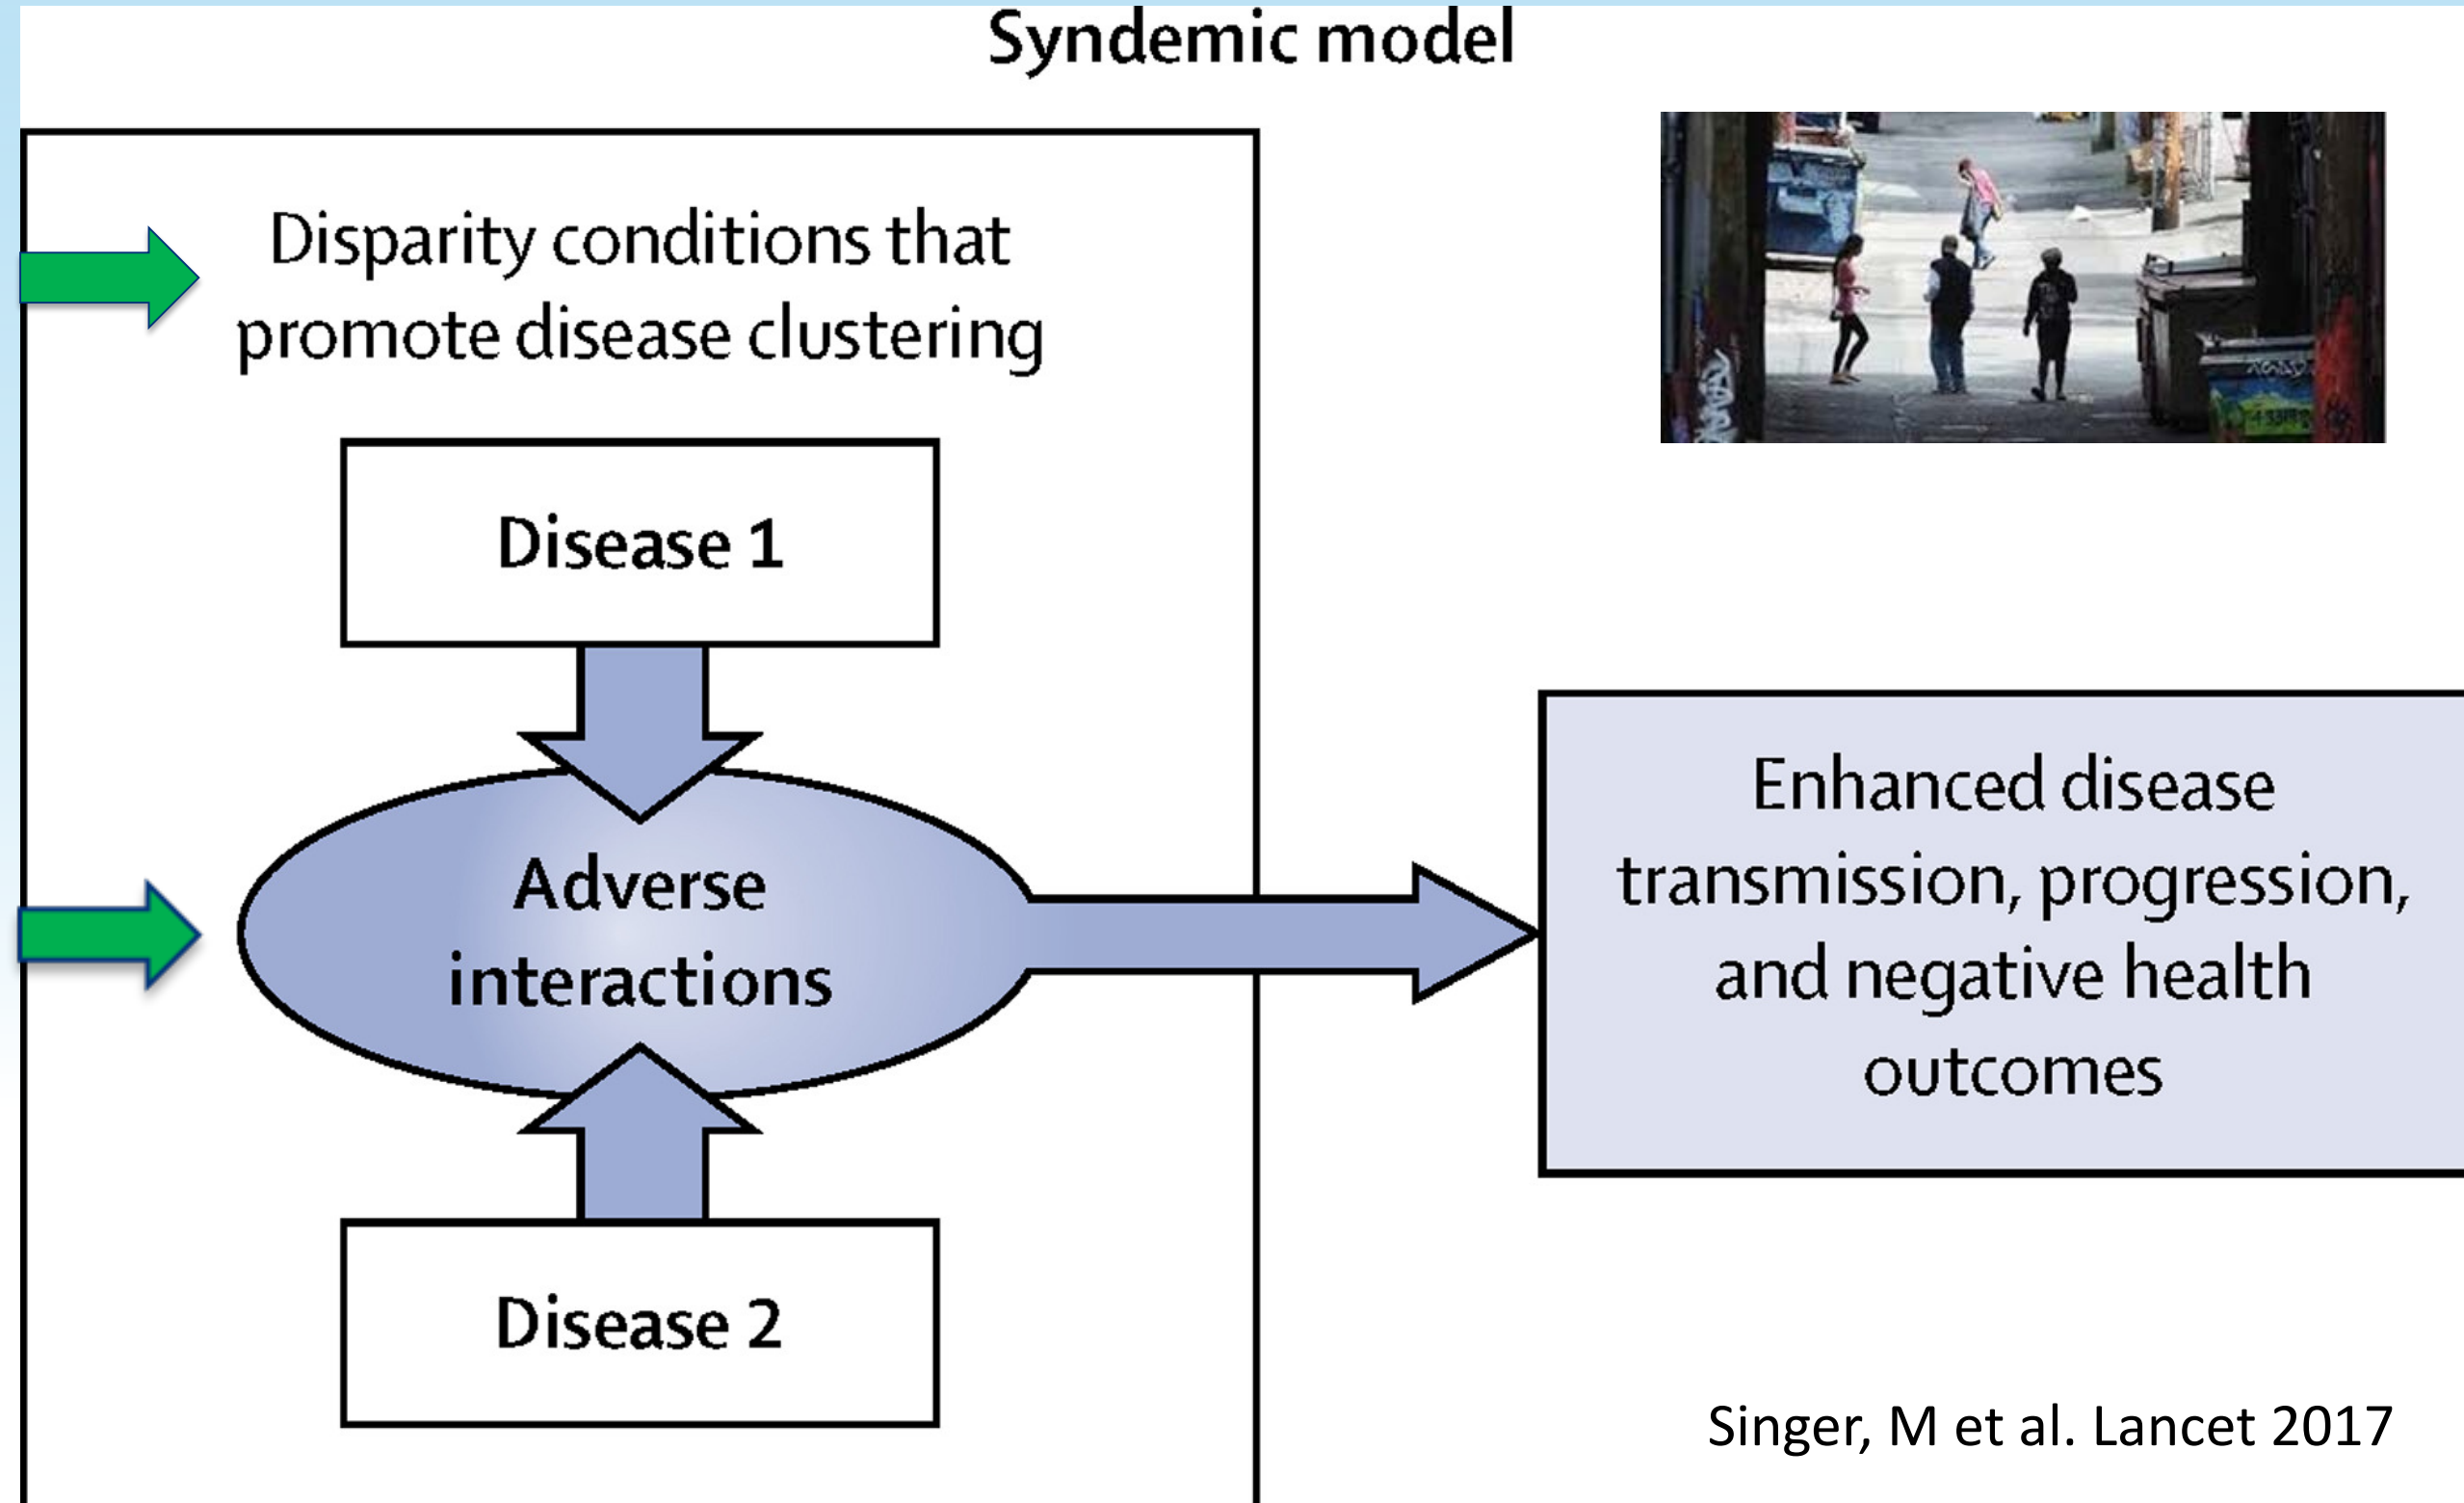 Syndemic model
Disparity conditions that
promote disease clustering
Disease 1
Adverse
interactions
Disease 2
Enhanced disease
transmission, progression,
and negative health
outcomes
Singer, M et al. Lancet 2017